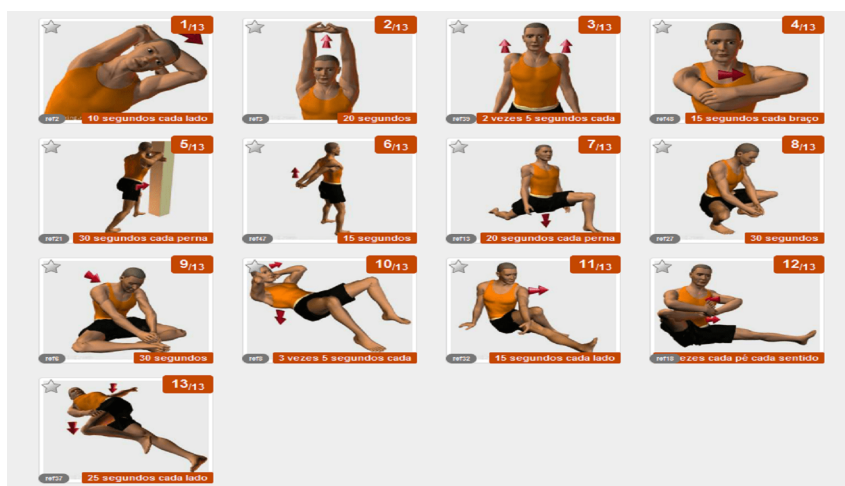 1/13
ref2
10 segundos cada lado
2/13
ref3
20 segundos
3/13
ref39
2 vezes 5 segundos cada
4/13
15 segundos cada braço
5/13
ref21
30 segundos cada perna
6/13
ref47
15 segundos
7/13
ref13
20 segundos cada perna
8/13
ref27
30 segundos
9/13
ref6
30 segundos
10/13
ref8
3 vezes 5 segundos cada
11/13
ref32
15 segundos cada lado
12/13
ref18
ezes cada pé cada sentido
13/13
ref37
25 segundos cada lado